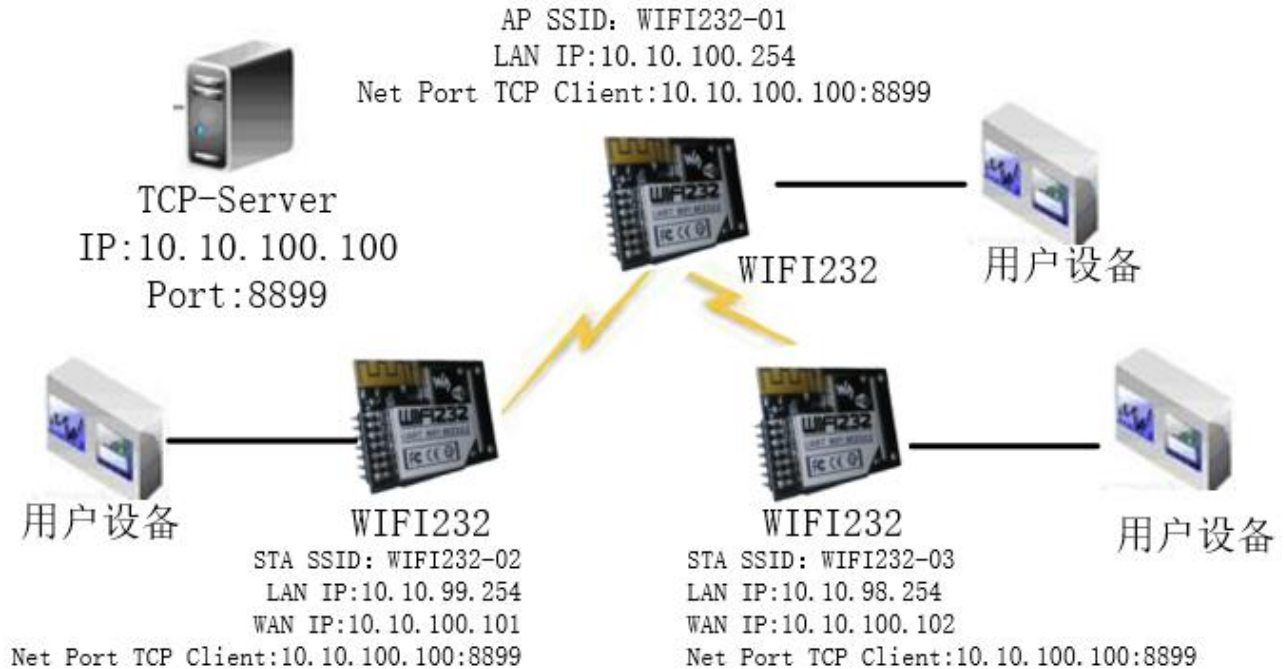 AP SSID: WIFI232-01
LAN IP:10.10.100.254
Net Port TCP Client:10.10.100.100:8899
TCP-Server
IP:10.10.100.100
Port:8899
WIFI232
WIFI232
用户设备
WIFI232
WIFI232
用户设备
WIFI232
STA SSID: WIFI232-02
LAN IP:10.10.99.254
WAN IP:10.10.100.101
Net Port TCP Client:10.10.100.100:8899
WIFI232
WIFI232
STA SSID: WIFI232-03
LAN IP:10.10.98.254
WAN IP:10.10.100.102
Net Port TCP Client:10.10.100.100:8899
用户设备